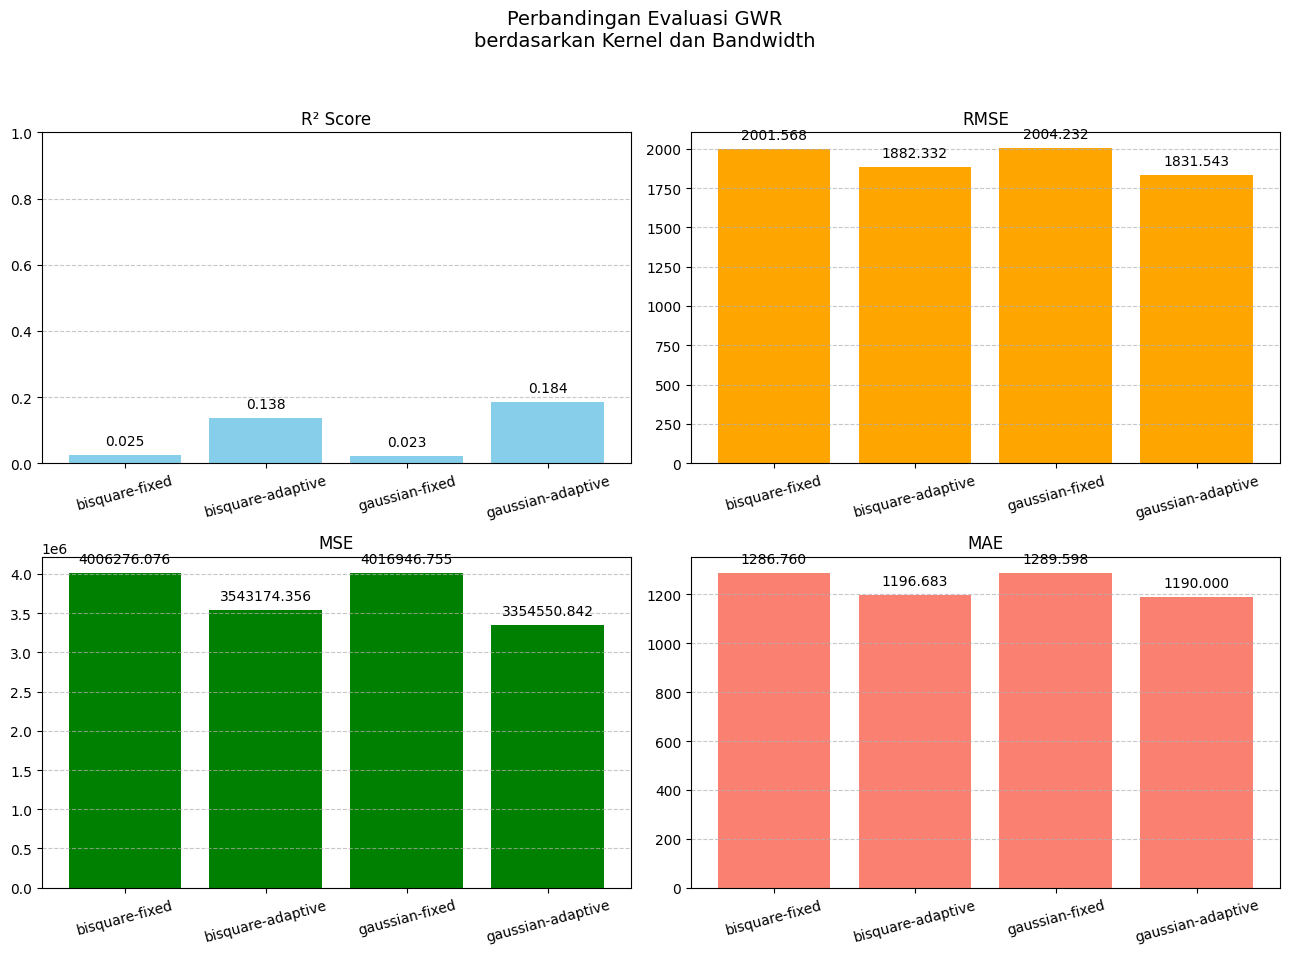 Perbandingan Evaluasi GWR
berdasarkan Kernel dan Bandwidth
R² Score
1.0
0.8
0.6
0.4
0.2
0.0
0.025
0.138
0.023
0.184
bisquare-fixed
bisquare-adaptive
gaussian-fixed
gaussian-adaptive
RMSE
2000
1750
1500
1250
1000
750
500
250
0
2001.568
1882.332
2004.232
1831.543
bisquare-fixed
bisquare-adaptive
gaussian-fixed
gaussian-adaptive
MSE
1e6
4.0
3.5
3.0
2.5
2.0
1.5
1.0
0.5
0.0
4006276.076
3543174.356
4016946.755
3354550.842
bisquare-fixed
bisquare-adaptive
gaussian-fixed
gaussian-adaptive
MAE
1200
1000
800
600
400
200
0
1286.760
1196.683
1289.598
1190.000
bisquare-fixed
bisquare-adaptive
gaussian-fixed
gaussian-adaptive